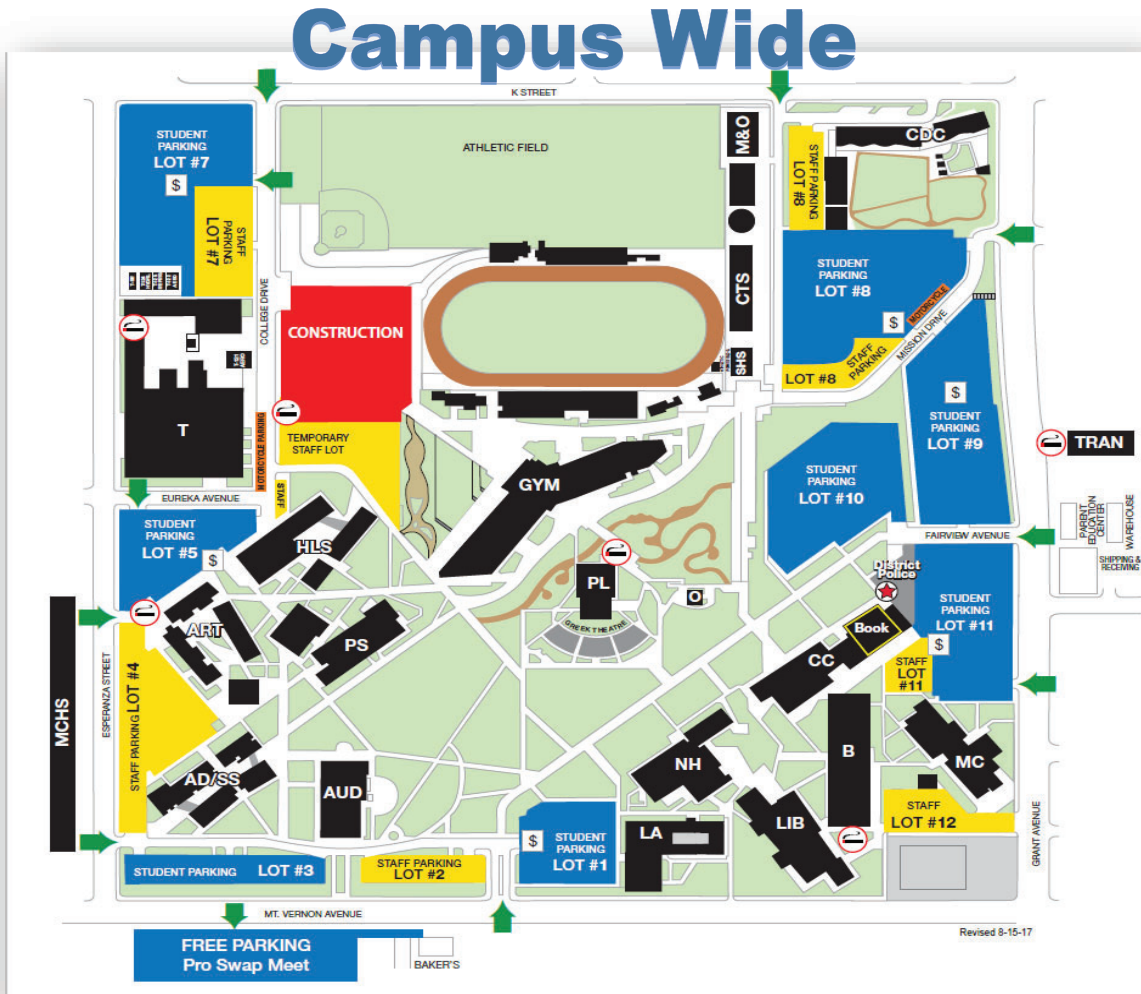 Campus Wide
K STREET
STUDENT
PARKING
LOT #7
$
STAFF
PARKING
LOT #7
COLLEGE DRIVE
ATHLETIC FIELD
M&O
STAFF PARKING
LOT #8
CDC
STUDENT
PARKING
LOT #8
$
MOTORCYCLE
MISSION DRIVE
STAFF
PARKING
LOT #8
CTS
SHS
CONSTRUCTION
TEMPORARY
STAFF LOT
MOTORCYCLE PARKING
STAFF
T
EUREKA AVENUE
STUDENT
PARKING
LOT #5
$
HLS
GYM
$
STUDENT
PARKING
LOT #9
STUDENT
PARKING
LOT #10
TRAN
FAIRVIEW AVENUE
PARENT
EDUCATION
CENTER
WAREHOUSE
SHIPPING &
RECEIVING
District
Police
STUDENT
PARKING
LOT #11
$
STAFF
LOT
#11
Book
CC
O
PL
GREEK THEATRE
PS
ART
MCHS
ESPERANZA STREET
STAFF PARKING LOT #4
AD/SS
AUD
NH
B
MC
LIB
LA
STAFF
LOT #12
GRANT AVENUE
$
STUDENT
PARKING
LOT #1
STAFF PARKING
LOT #2
STUDENT PARKING LOT #3
MT. VERNON AVENUE
Revised 8-15-17
FREE PARKING
Pro Swap Meet
BAKER'S